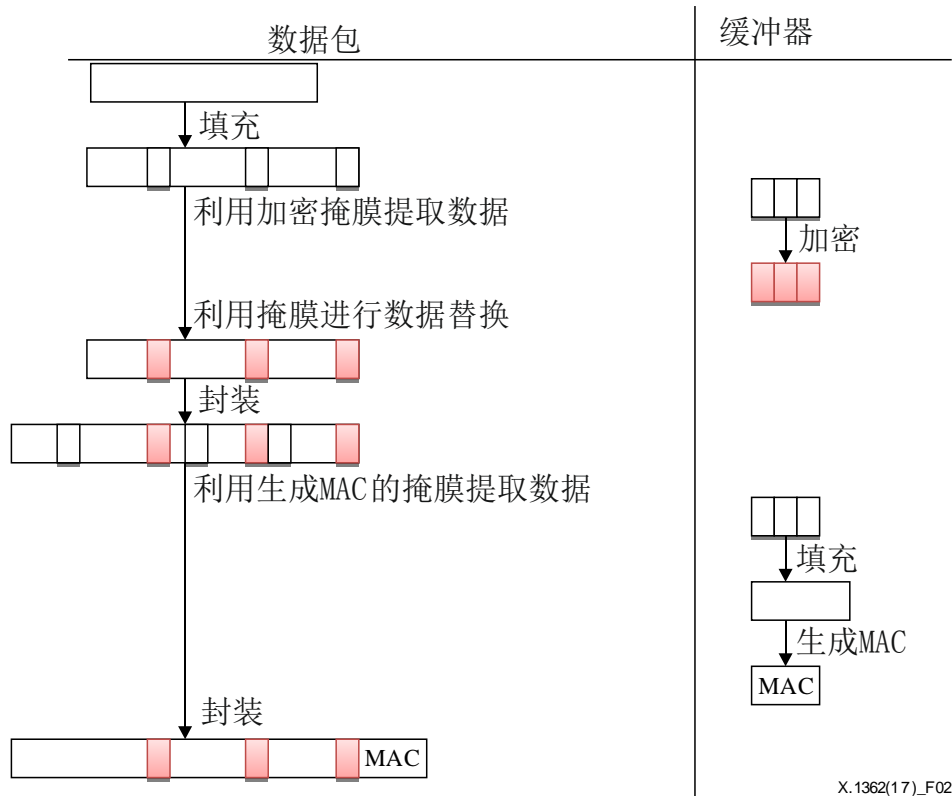 数据包
缓冲器
填充
利用加密掩膜提取数据
加密
利用掩膜进行数据替换
封装
利用生成MAC的掩膜提取数据
填充
生成MAC
MAC
封装
MAC
X.1362(17)_F02